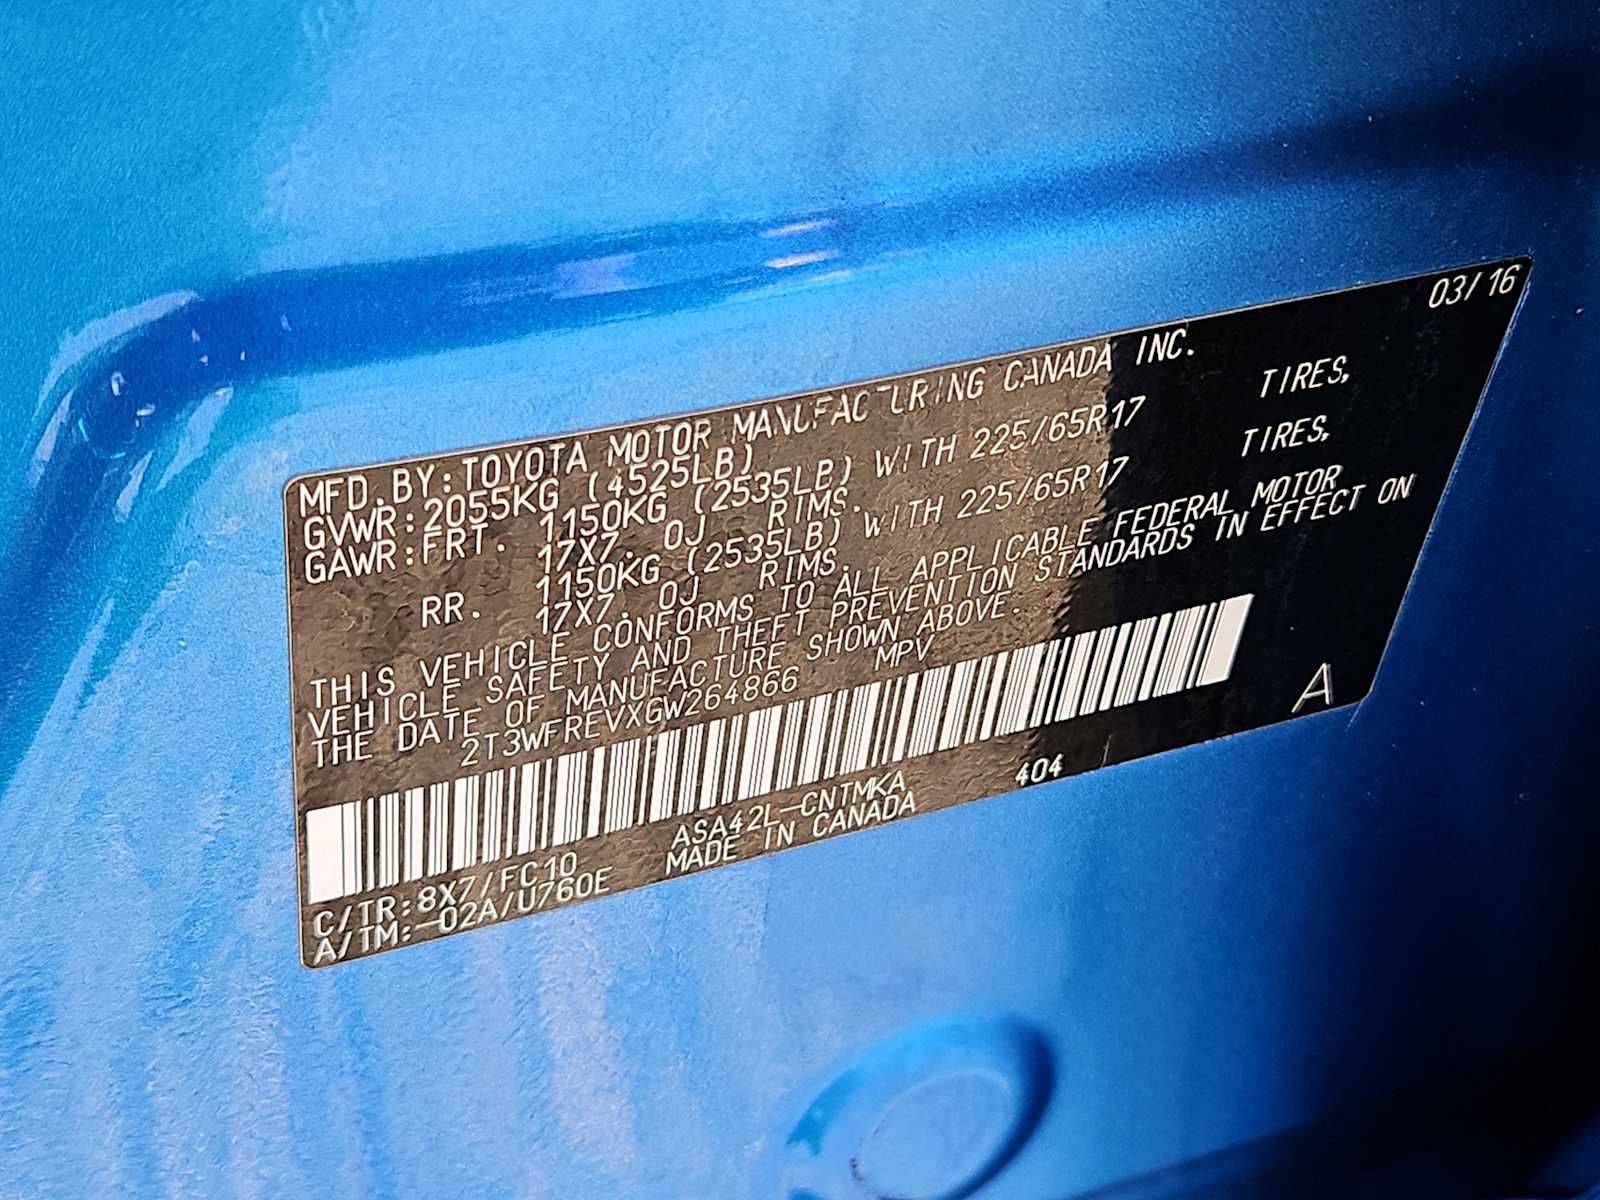 03/16
MFD.BY:TOYOTA MOTOR MANUFACTURING CANADA INC.
GVWR:2055KG (4525LB)
GAWR:FRT. 1150KG (2535LB) WITH 225/65R17 TIRES,
17X7.0J RIMS.
RR. 1150KG (2535LB) WITH 225/65R17 TIRES,
17X7.0J RIMS.
THIS VEHICLE CONFORMS TO ALL APPLICABLE FEDERAL MOTOR
VEHICLE SAFETY AND THEFT PREVENTION STANDARDS IN EFFECT ON
THE DATE OF MANUFACTURE SHOWN ABOVE.
2T3WFREVXGW264866 MPV
A
C/TR:8X7/FC10 ASA42L-CNTMKA 404
A/TM:-02A/U760E MADE IN CANADA